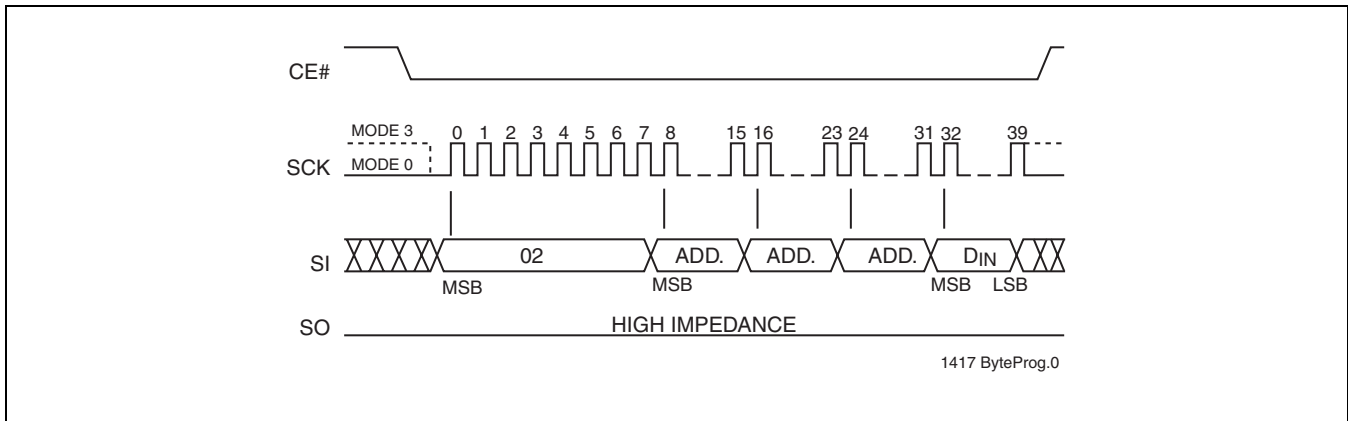 CE#
MODE 3
0 1 2 3 4 5 6 7 8 15 16 23 24 31 32 39
SCK
MODE 0
SI
02 ADD. ADD. ADD. DIN
MSB MSB MSB LSB
SO
HIGH IMPEDANCE
1417 ByteProg.0